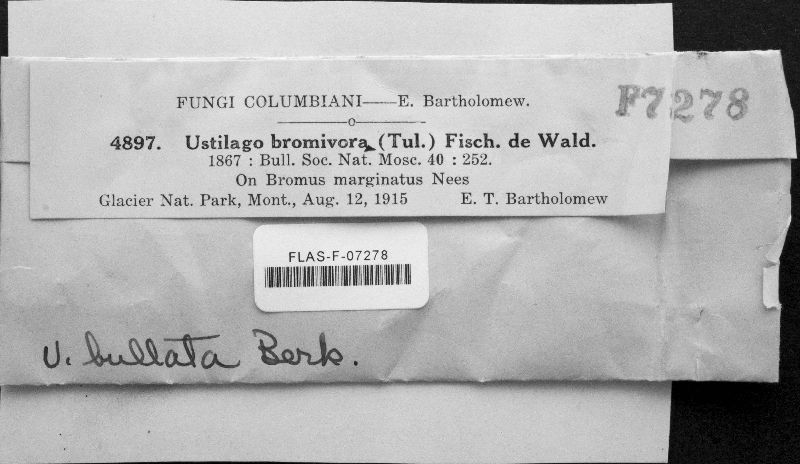 FUNGI COLUMBIANI—E. Bartholomew.
F7278
4897. Ustilago bromivora (Tul.) Fisch. de Wald.
1867 : Bull. Soc. Nat. Mosc. 40 : 252.
On Bromus marginatus Nees
Glacier Nat. Park, Mont., Aug. 12, 1915 E. T. Bartholomew
FLAS-F-07278
U. bullata Berk.